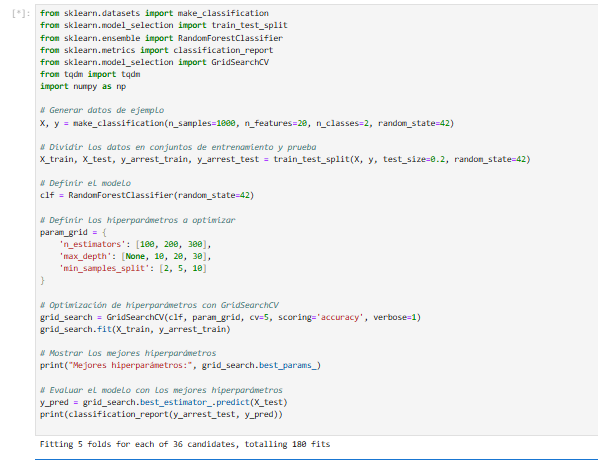 [*]:
from sklearn.datasets import make_classification
from sklearn.model_selection import train_test_split
from sklearn.ensemble import RandomForestClassifier
from sklearn.metrics import classification_report
from sklearn.model_selection import GridSearchCV
from tqdm import tqdm
import numpy as np

# Generar datos de ejemplo
X, y = make_classification(n_samples=1000, n_features=20, n_classes=2, random_state=42)

# Dividir los datos en conjuntos de entrenamiento y prueba
X_train, X_test, y_arrest_train, y_arrest_test = train_test_split(X, y, test_size=0.2, random_state=42)

# Definir el modelo
clf = RandomForestClassifier(random_state=42)

# Definir los hiperparámetros a optimizar
param_grid = {
    'n_estimators': [100, 200, 300],
    'max_depth': [None, 10, 20, 30],
    'min_samples_split': [2, 5, 10]
}

# Optimización de hiperparámetros con GridSearchCV
grid_search = GridSearchCV(clf, param_grid, cv=5, scoring='accuracy', verbose=1)
grid_search.fit(X_train, y_arrest_train)

# Mostrar los mejores hiperparámetros
print("Mejores hiperparámetros:", grid_search.best_params_)

# Evaluar el modelo con los mejores hiperparámetros
y_pred = grid_search.best_estimator_.predict(X_test)
print(classification_report(y_arrest_test, y_pred))

Fitting 5 folds for each of 36 candidates, totalling 180 fits